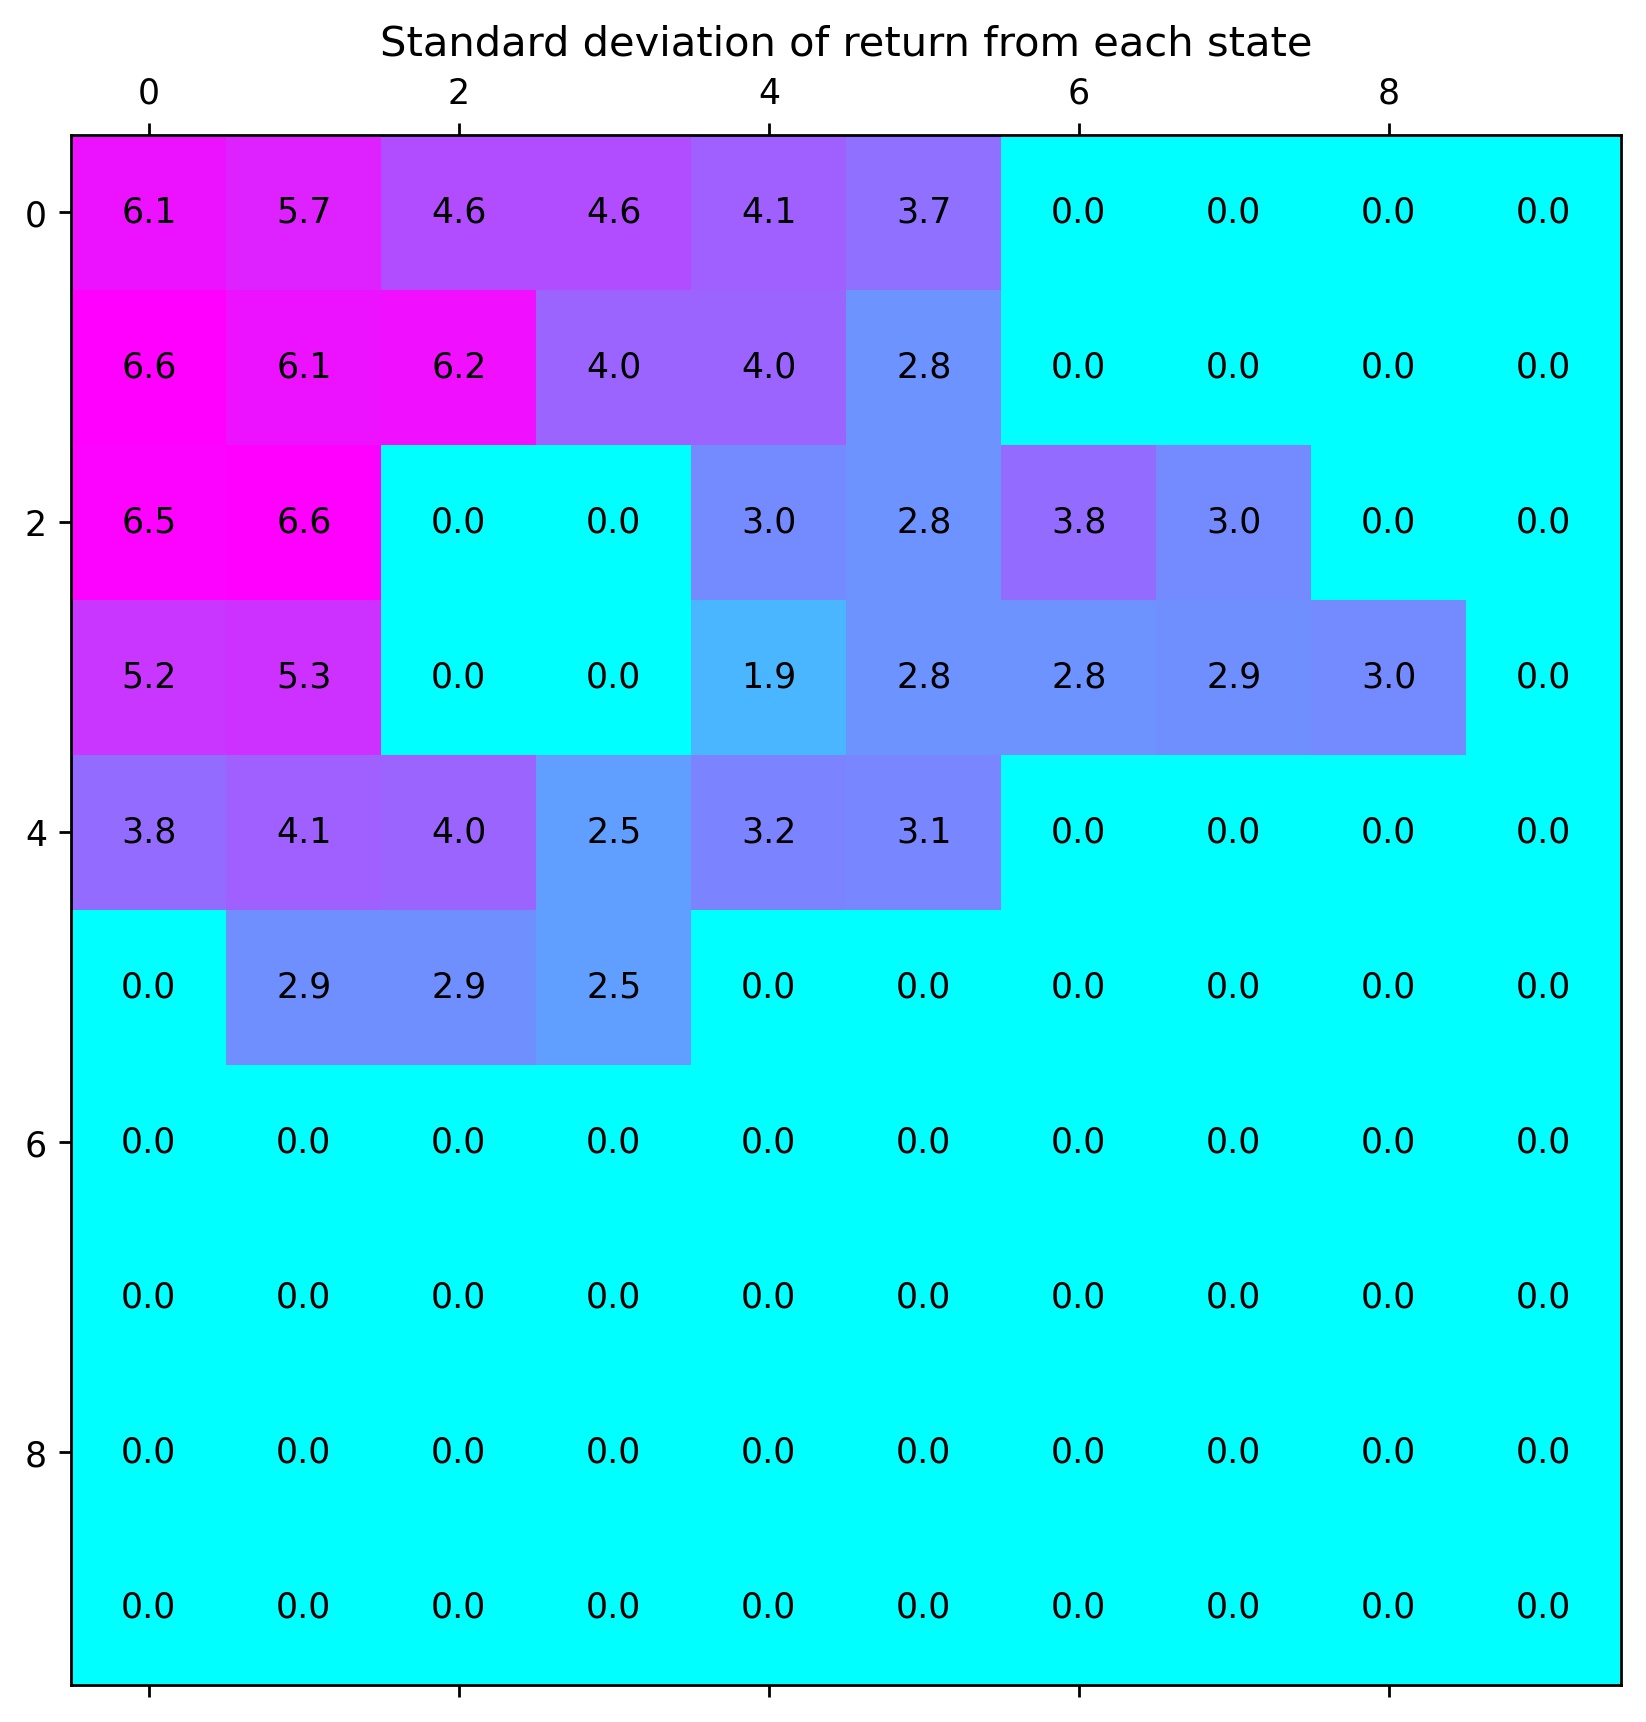 Standard deviation of return from each state
0 2 4 6 8
0 6.1 5.7 4.6 4.6 4.1 3.7 0.0 0.0 0.0 0.0
6.6 6.1 6.2 4.0 4.0 2.8 0.0 0.0 0.0 0.0
2 6.5 6.6 0.0 0.0 3.0 2.8 3.8 3.0 0.0 0.0
5.2 5.3 0.0 0.0 1.9 2.8 2.8 2.9 3.0 0.0
4 3.8 4.1 4.0 2.5 3.2 3.1 0.0 0.0 0.0 0.0
0.0 2.9 2.9 2.5 0.0 0.0 0.0 0.0 0.0 0.0
6 0.0 0.0 0.0 0.0 0.0 0.0 0.0 0.0 0.0 0.0
0.0 0.0 0.0 0.0 0.0 0.0 0.0 0.0 0.0 0.0
8 0.0 0.0 0.0 0.0 0.0 0.0 0.0 0.0 0.0 0.0
0.0 0.0 0.0 0.0 0.0 0.0 0.0 0.0 0.0 0.0